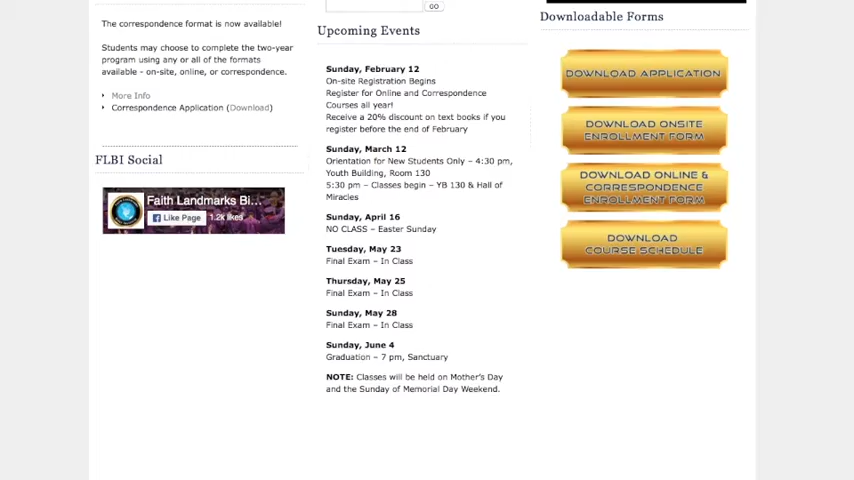 The correspondence format is now available!
Students may choose to complete the two-year
program using any or all of the formats
available - on-site, online, or correspondence.
More Info
Correspondence Application (Download)
FLBI Social
Faith Landmarks Bi...
Like Page
1.2k likes
GO
Upcoming Events
Sunday, February 12
On-site Registration Begins
Register for Online and Correspondence
Courses all year!
Receive a 20% discount on text books if you
register before the end of February
Sunday, March 12
Orientation for New Students Only – 4:30 pm,
Youth Building, Room 130
5:30 pm – Classes begin – YB 130 & Hall of
Miracles
Sunday, April 16
NO CLASS – Easter Sunday
Tuesday, May 23
Final Exam – In Class
Thursday, May 25
Final Exam – In Class
Sunday, May 28
Final Exam – In Class
Sunday, June 4
Graduation – 7 pm, Sanctuary
NOTE: Classes will be held on Mother's Day
and the Sunday of Memorial Day Weekend.
Downloadable Forms
DOWNLOAD APPLICATION
DOWNLOAD ONSITE
ENROLLMENT FORM
DOWNLOAD ONLINE &
CORRESPONDENCE
ENROLLMENT FORM
DOWNLOAD
COURSE SCHEDULE